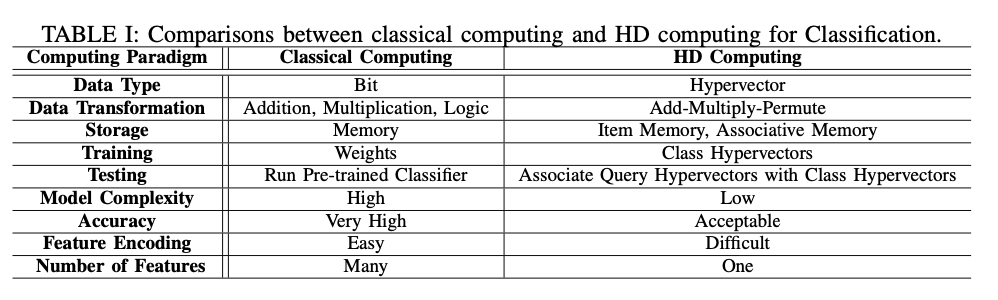 TABLE I: Comparisons between classical computing and HD computing for Classification.
Computing Paradigm Classical Computing HD Computing
Data Type Bit Hypervector
Data Transformation Addition, Multiplication, Logic Add-Multiply-Permute
Storage Memory Item Memory, Associative Memory
Training Weights Class Hypervectors
Testing Run Pre-trained Classifier Associate Query Hypervectors with Class Hypervectors
Model Complexity High Low
Accuracy Very High Acceptable
Feature Encoding Easy Difficult
Number of Features Many One